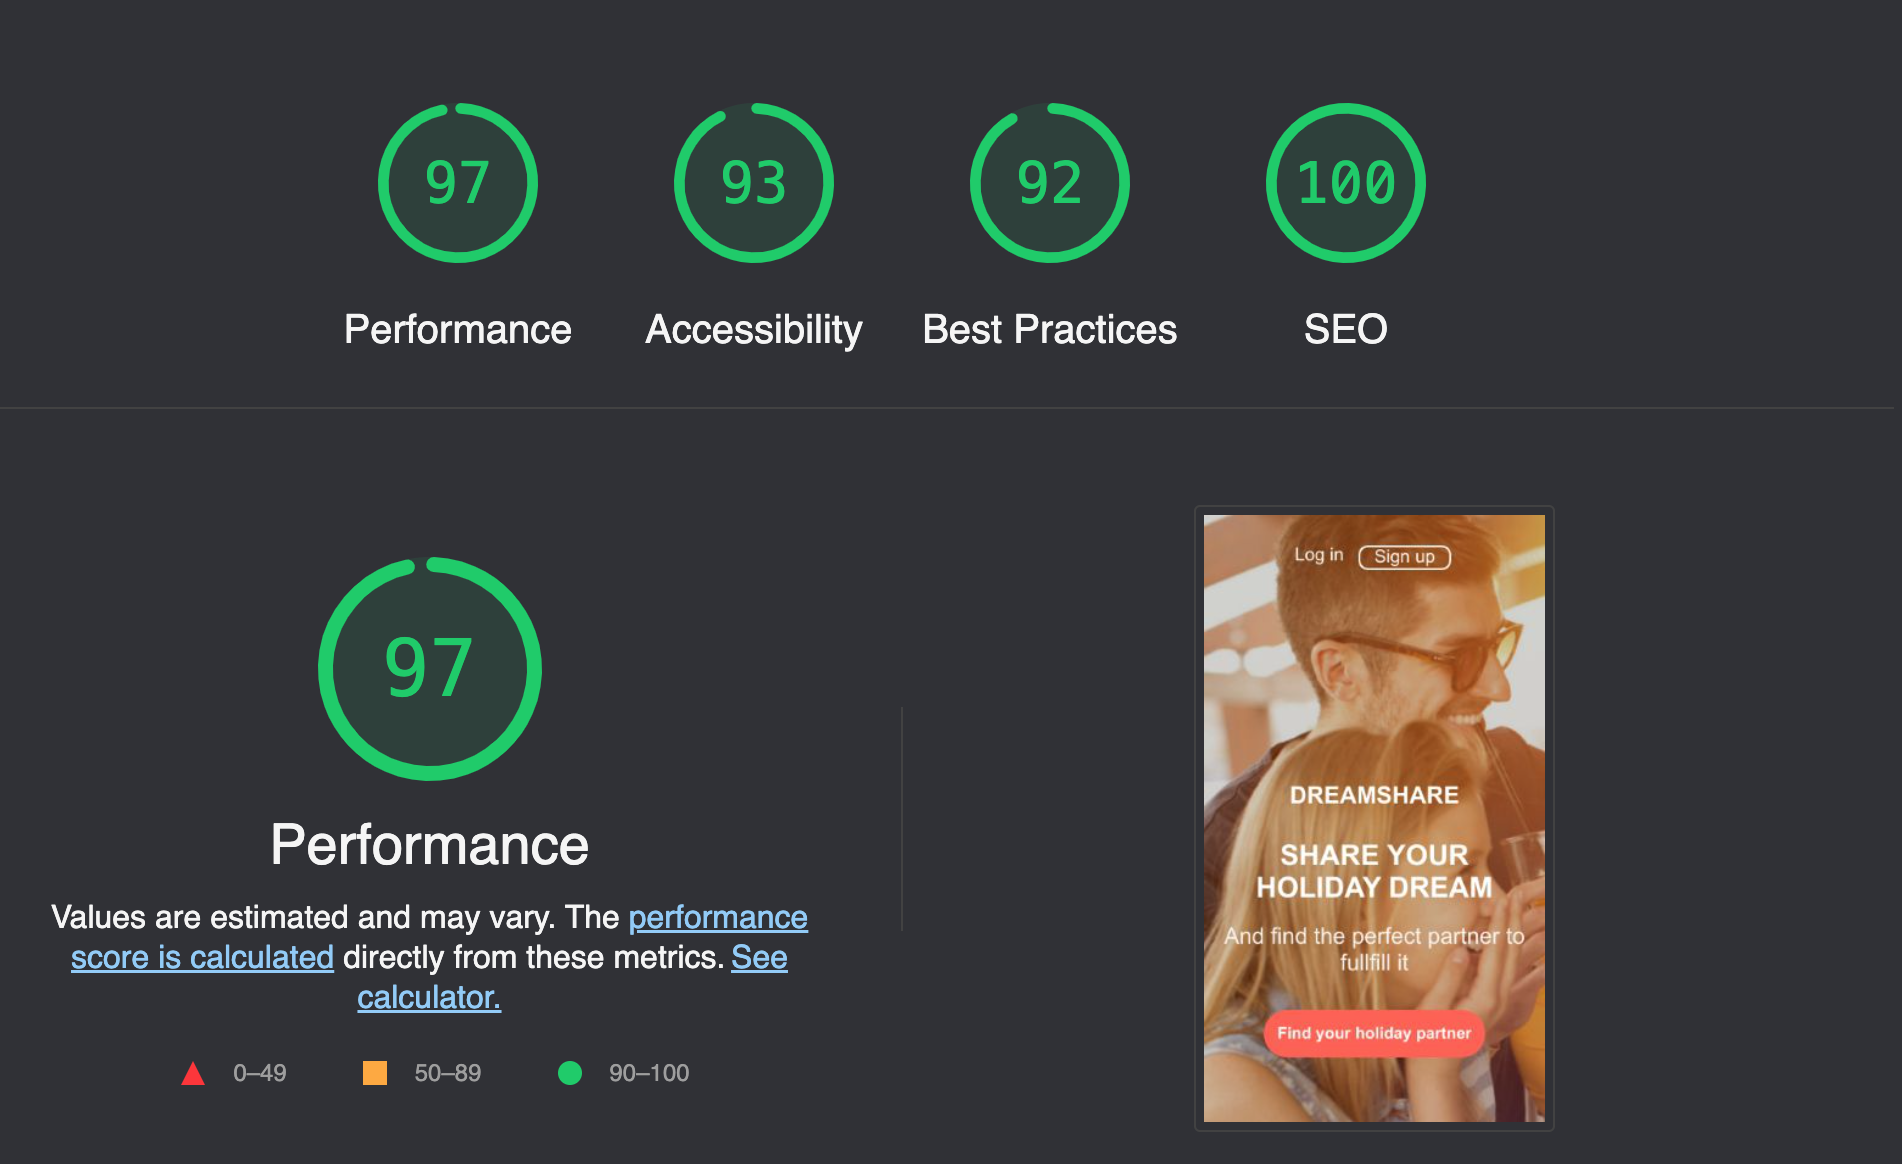 97
93
92
100
Performance
Accessibility
Best Practices
SEO
97
Performance
Values are estimated and may vary. The performance
score is calculated directly from these metrics. See
calculator.
0–49
50–89
90–100
Log in
Sign up
DREAMSHARE
SHARE YOUR
HOLIDAY DREAM
And find the perfect partner to
fullfill it
Find your holiday partner